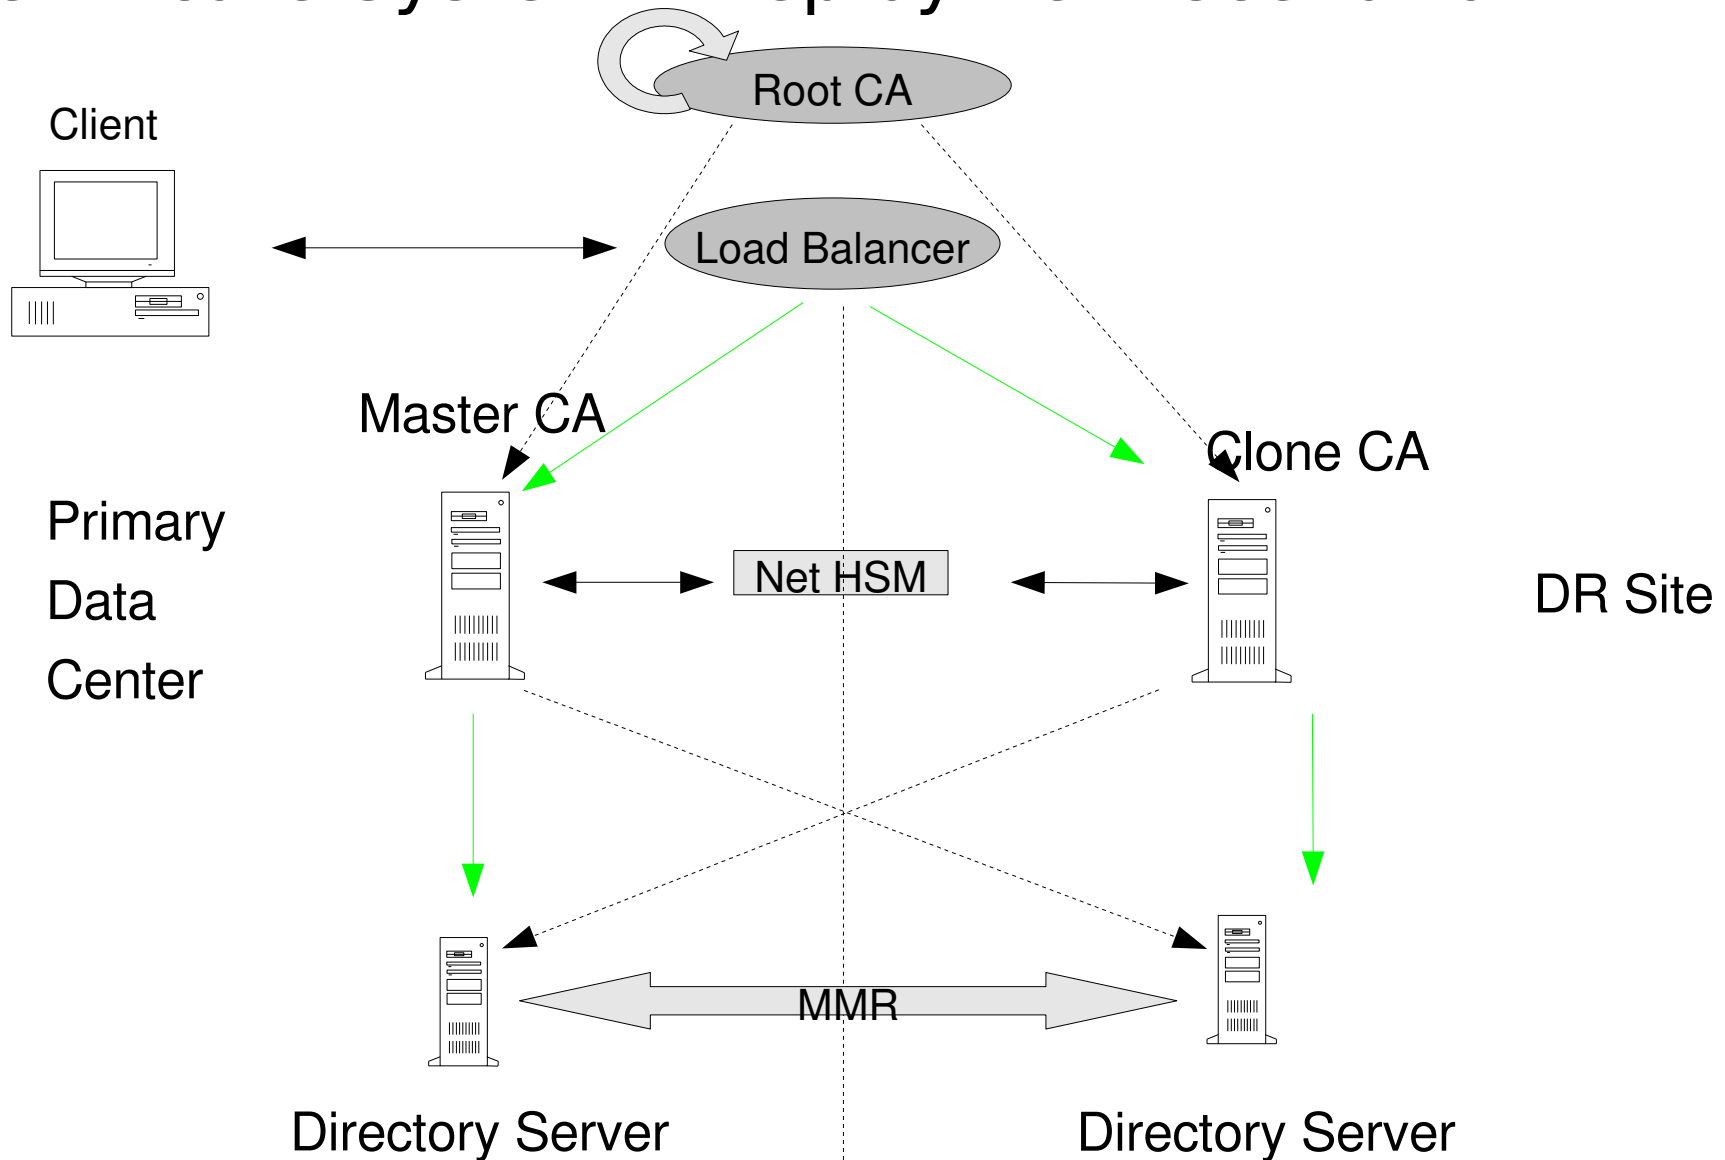 System
Root CA
Client
Load Balancer
Master CA
Clone CA
Primary
Data
Center
Net HSM
DR Site
MMR
Directory Server
Directory Server